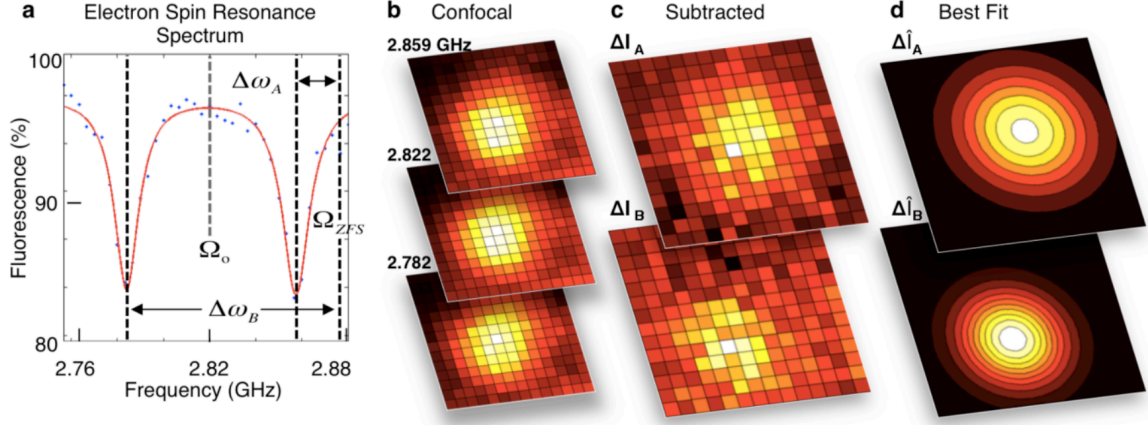 a Electron Spin Resonance
Spectrum
100
90
80
Fluorescence (%)
Δω_A
Ω_ZFS
Ω_o
Δω_B
2.76 2.82 2.88
Frequency (GHz)
b Confocal
2.859 GHz
2.822
2.782
c Subtracted
ΔI_A
ΔI_B
d Best Fit
ΔÎ_A
ΔÎ_B